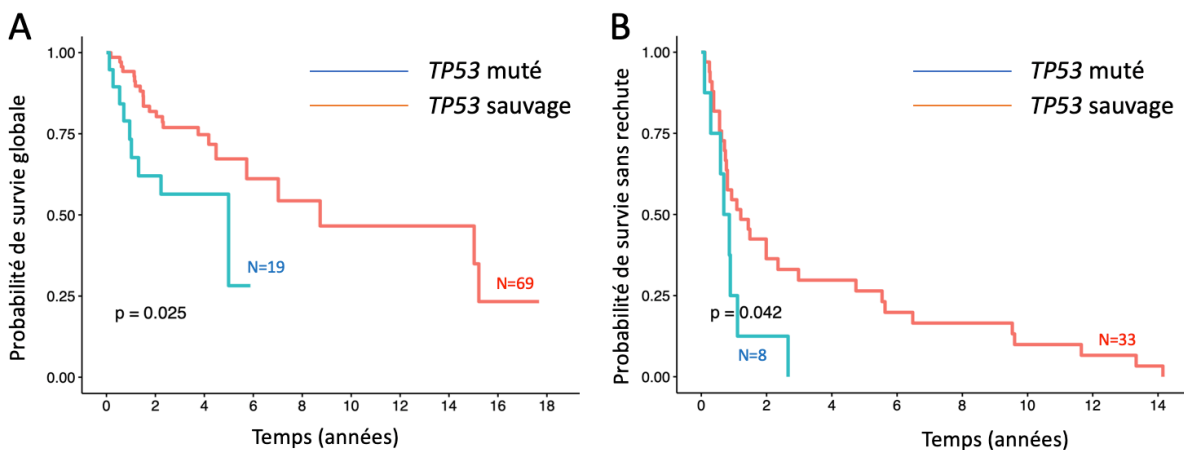 A
Probabilité de survie globale
1.00
0.75
0.50
0.25
0.00
TP53 muté
TP53 sauvage
N=19
N=69
p = 0.025
0 2 4 6 8 10 12 14 16 18
Temps (années)
B
Probabilité de survie sans rechute
1.00
0.75
0.50
0.25
0.00
TP53 muté
TP53 sauvage
p = 0.042
N=8
N=33
0 2 4 6 8 10 12 14
Temps (années)